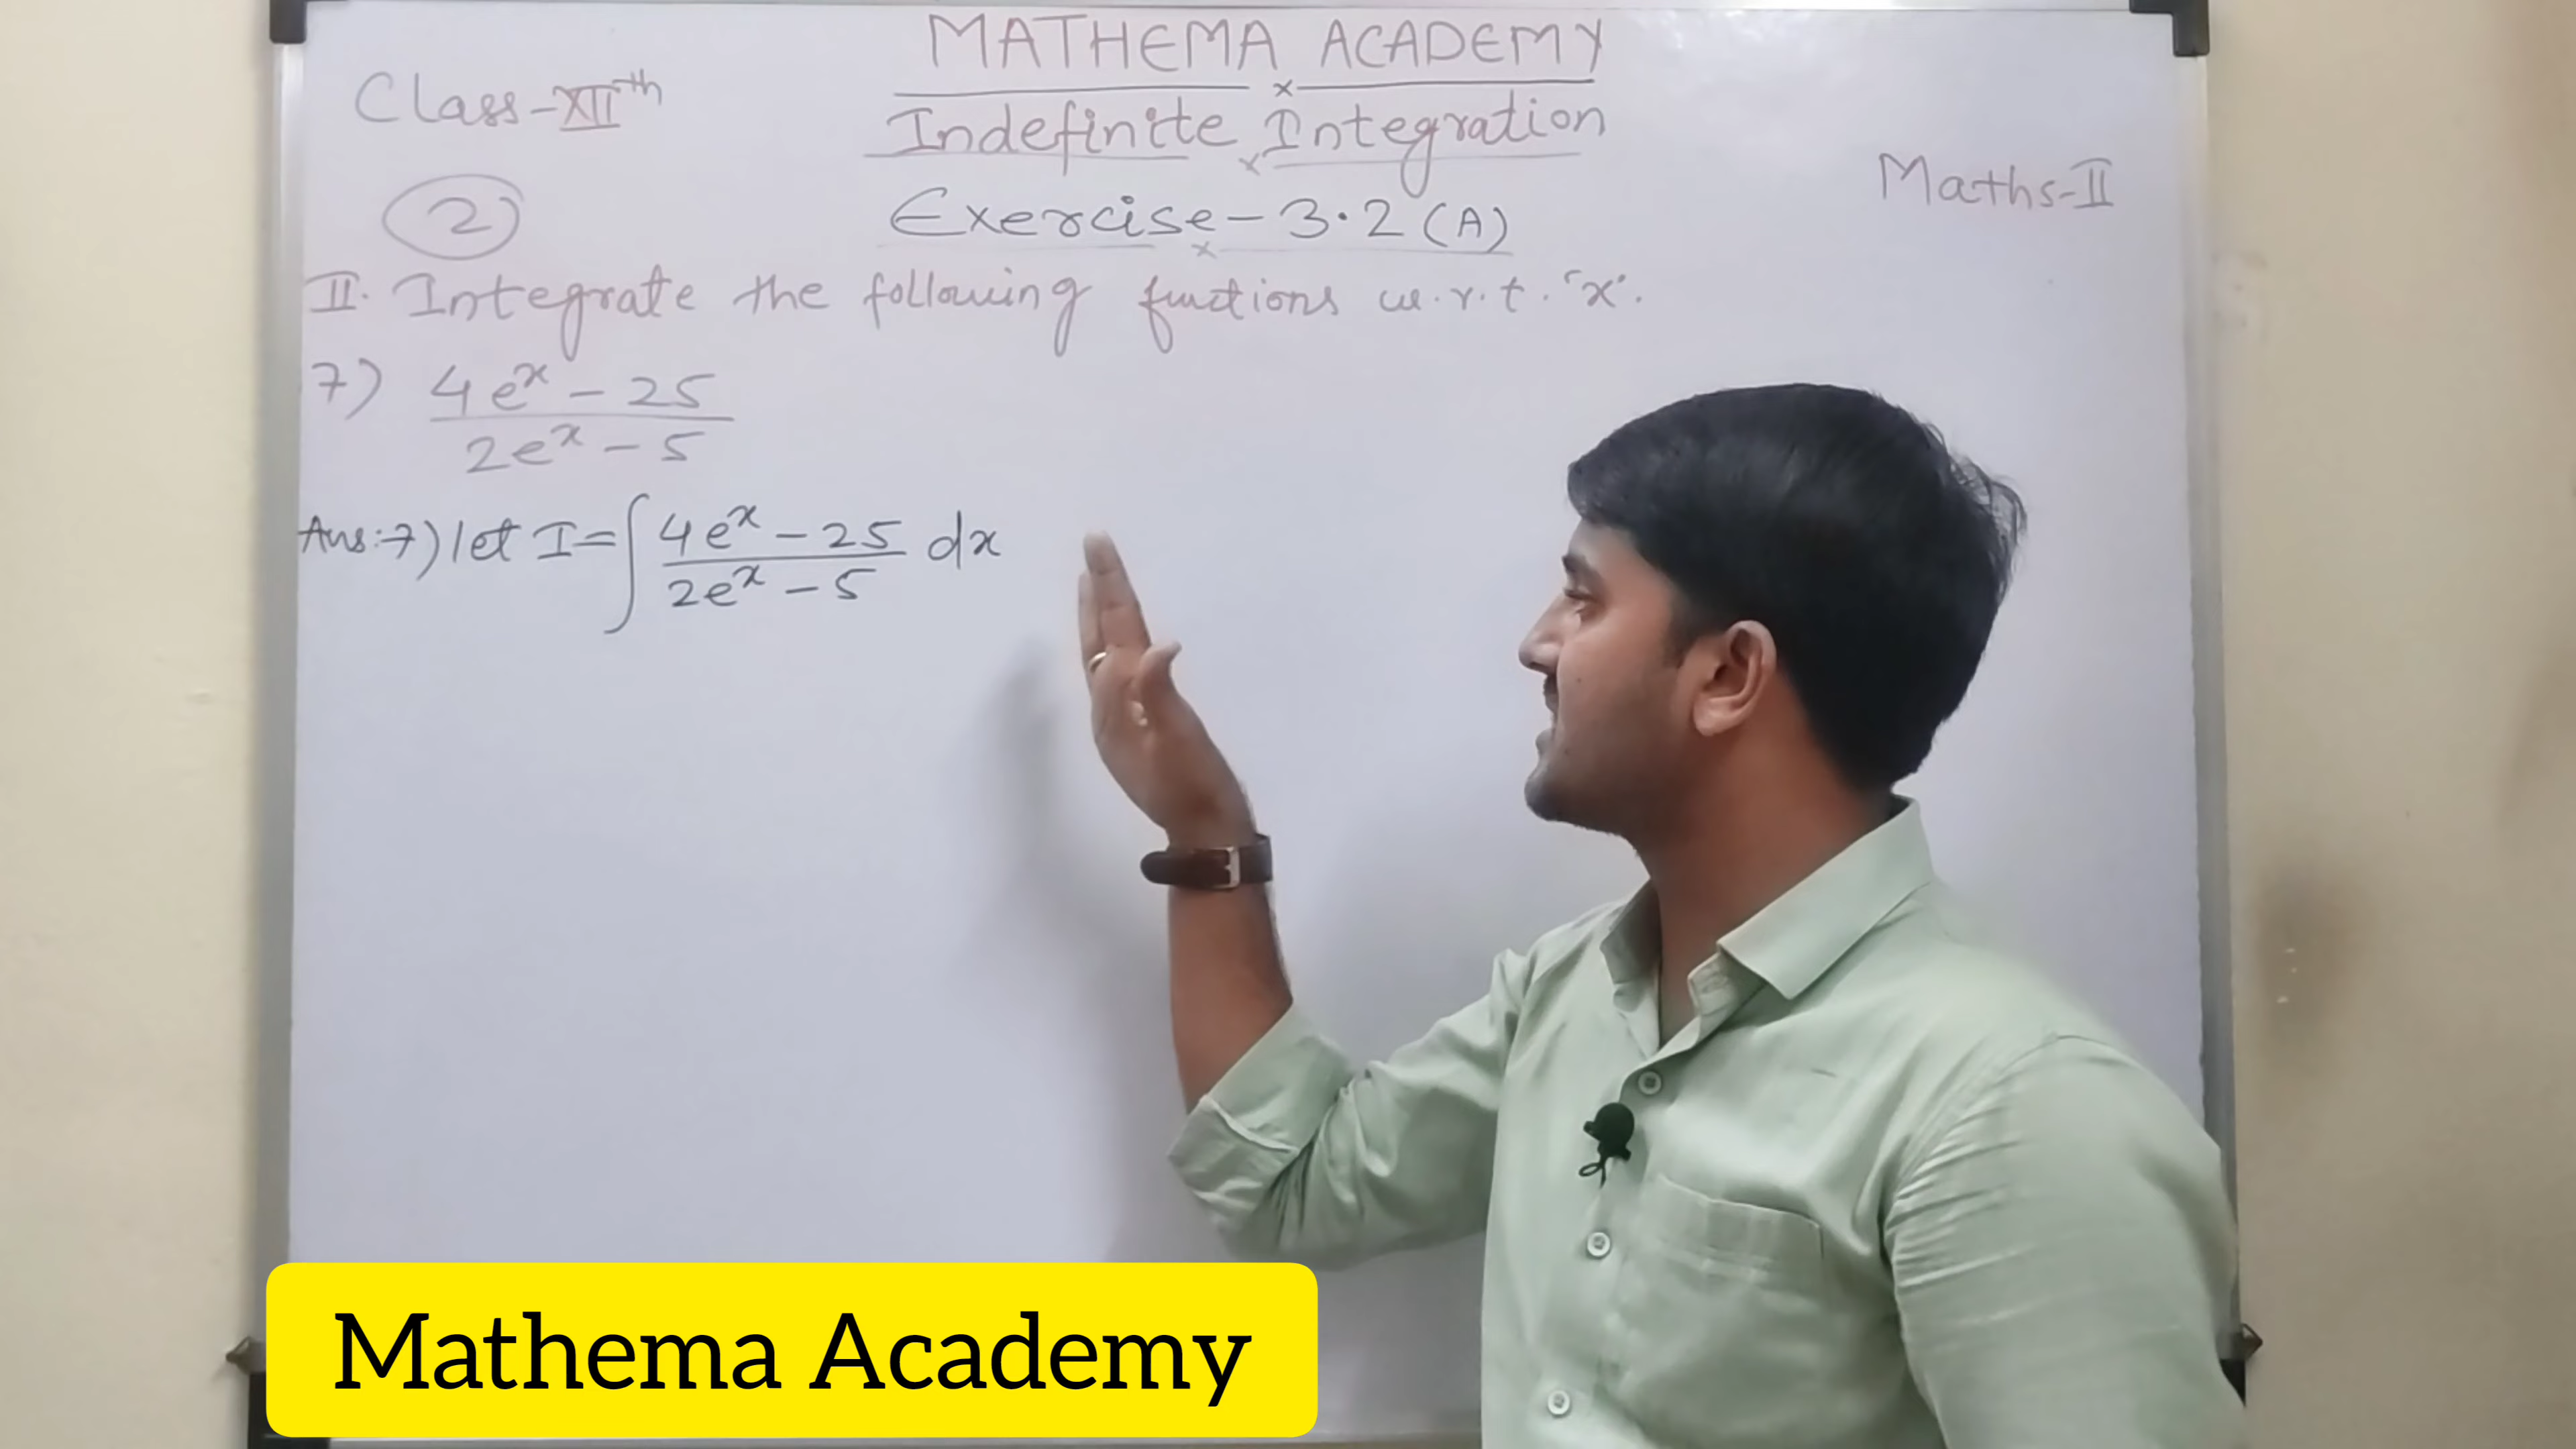 MATHEMA ACADEMY
Class-XIIth
Indefinite Integration
Maths-II
2
Exercise-3.2 (A)
II. Integrate the following functions w.r.t. 'x'.
7) 4e^x - 25 / 2e^x - 5
Ans:-7) let I = ∫ 4e^x - 25 / 2e^x - 5 dx
Mathema Academy